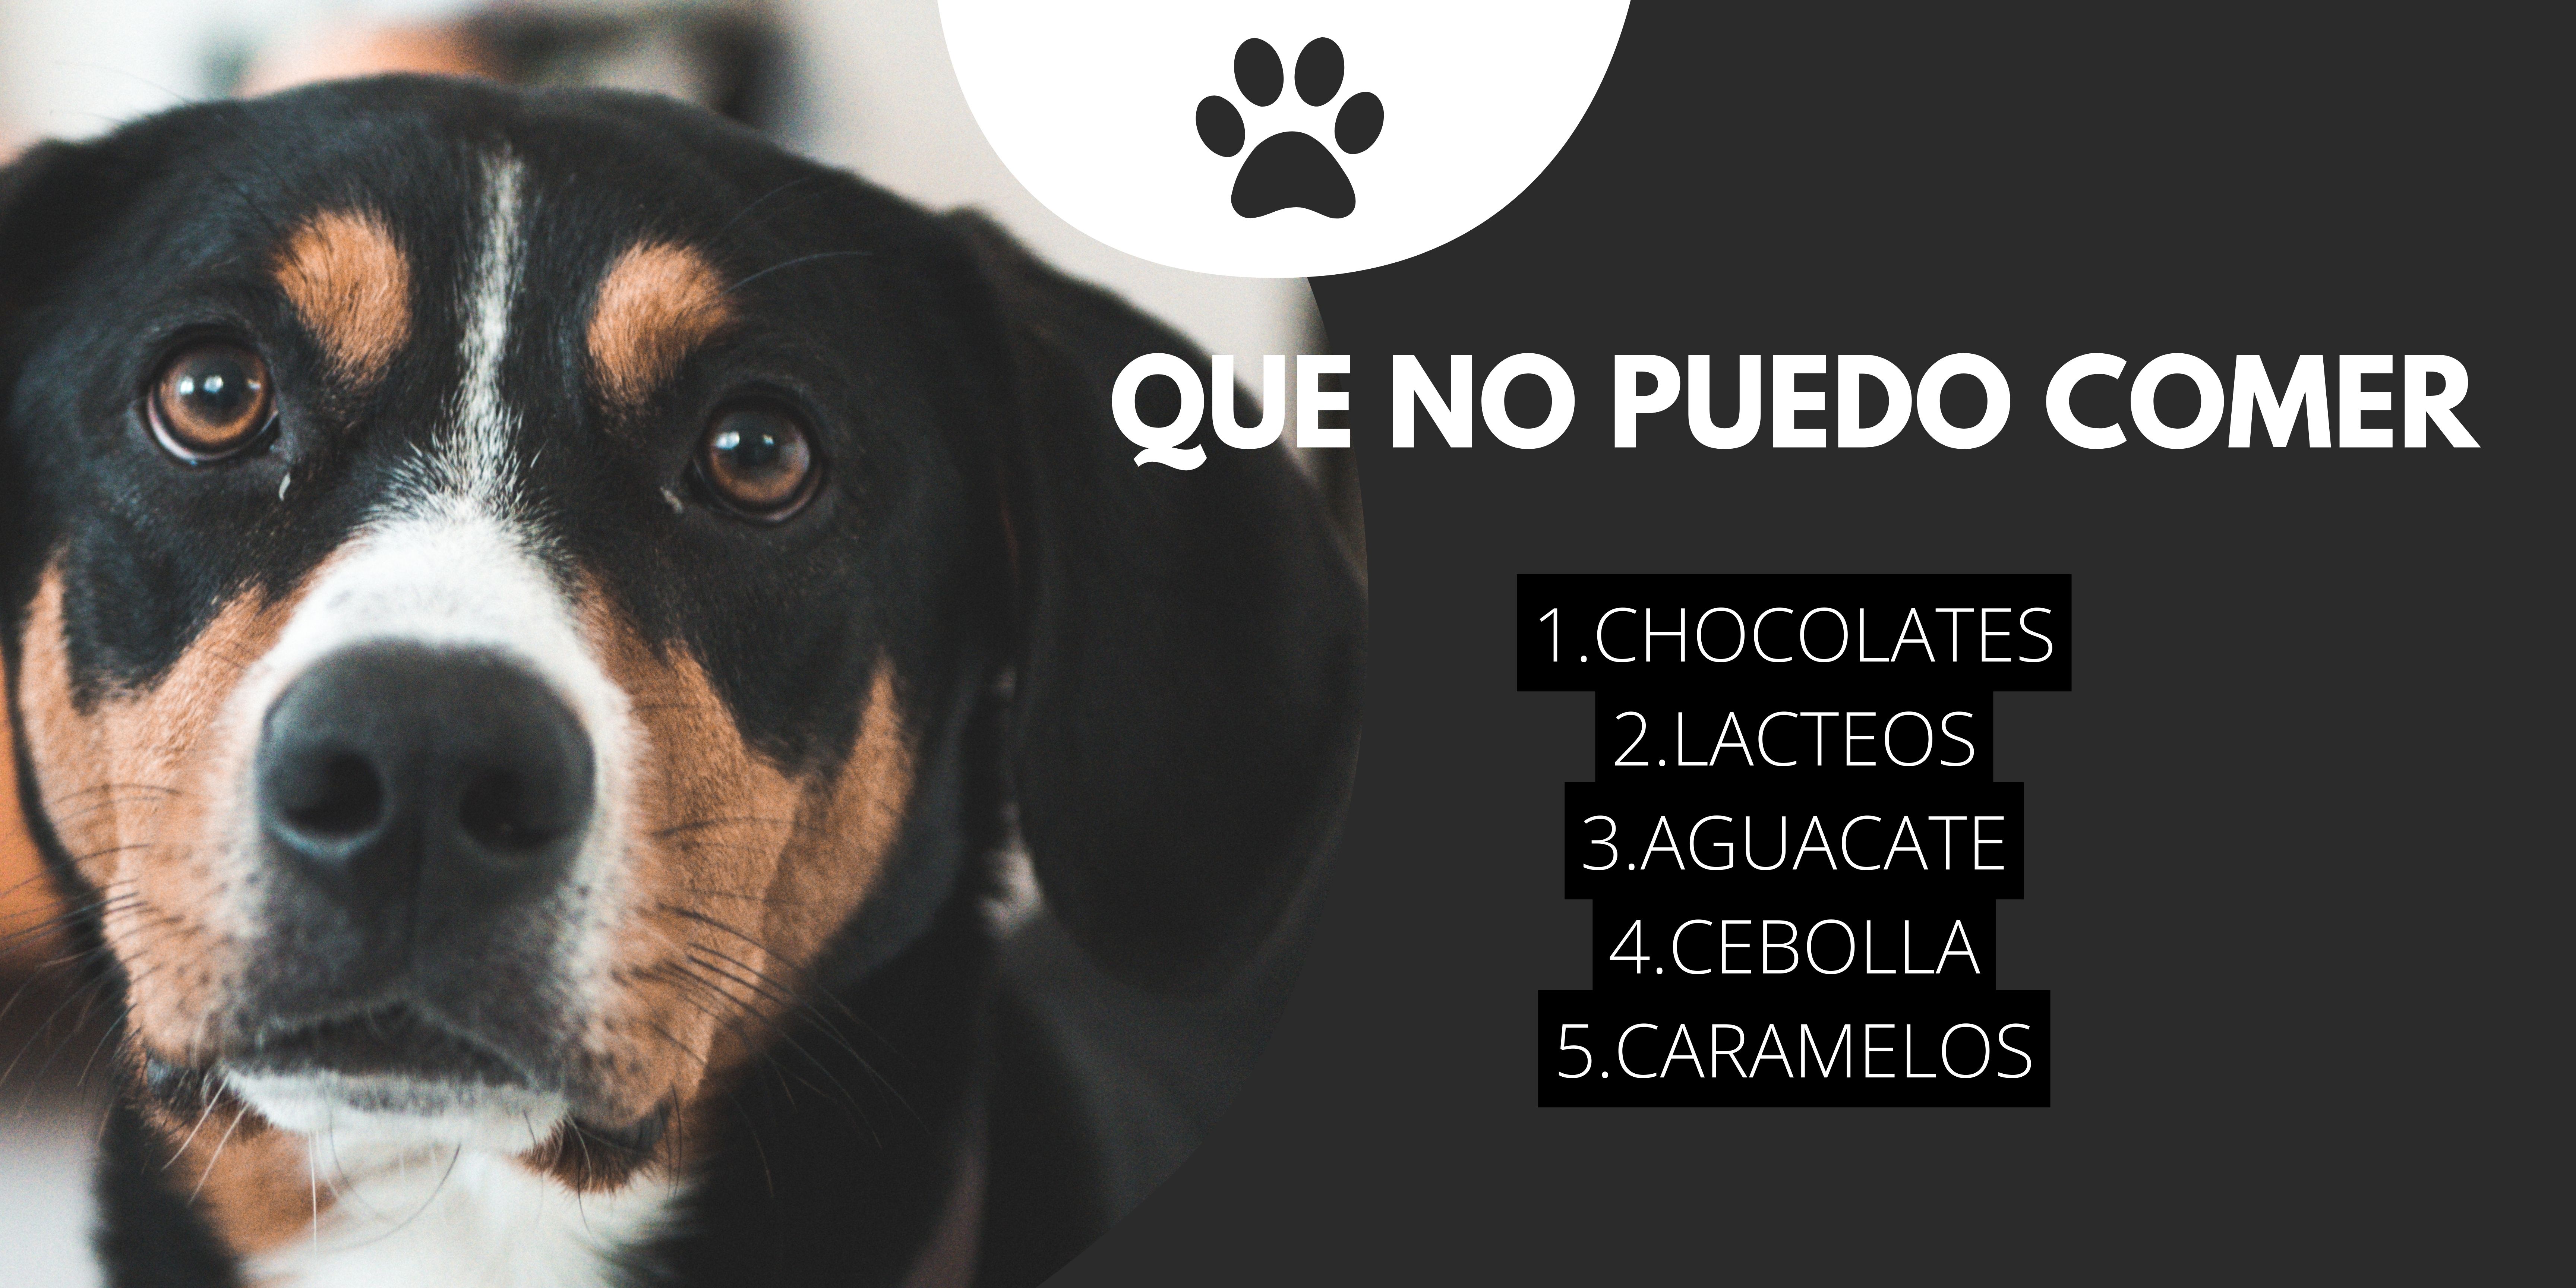 QUE NO PUEDO COMER
1.CHOCOLATES
2.LACTEOS
3.AGUACATE
4.CEBOLLA
5.CARAMELOS